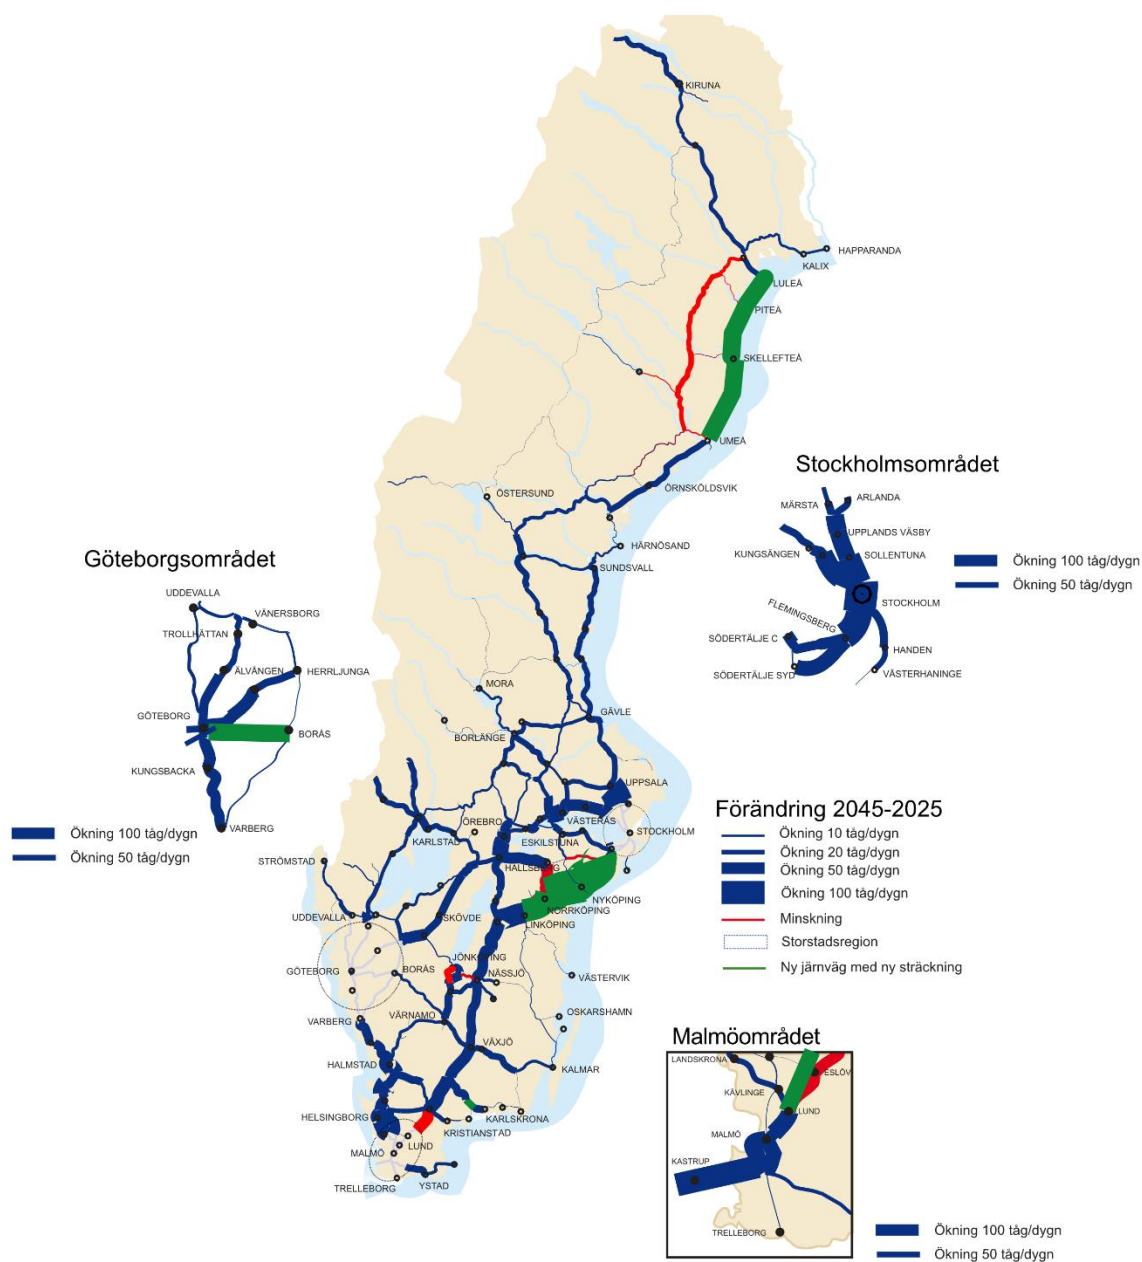 KIRUNA
HAPPARANDA
KALIX
LULEÅ
PITEÅ
SKELLEFTEÅ
UMEÅ
ÖRNSKÖLDSVIK
ÖSTERSUND
HÄRNÖSAND
SUNDSVALL
MORA
GÄVLE
BORLÄNGE
UPPSALA
ÖREBRO
VÄSTERÅS
STOCKHOLM
KARLSTAD
ESKILSTUNA
STRÖMSTAD
HALLSBERG
NYKÖPING
NORRKÖPING
UDDEVALLA
SKÖVDE
LINKÖPING
JÖNKÖPING
GÖTEBORG
BORÅS
NÄSSJÖ
VÄSTERVIK
VARBERG
VÄRNAMO
OSKARSHAMN
VÄXJÖ
HALMSTAD
KALMAR
HELSINGBORG
KARLSKRONA
KRISTIANSTAD
LUND
MALMÖ
TRELLEBORG
YSTAD
Stockholmsområdet
MÄRSTA
ARLANDA
UPPLANDS VÄSBY
KUNGSÄNGEN
SOLLENTUNA
STOCKHOLM
FLEMINGSBERG
SÖDERTÄLJE C
HANDEN
SÖDERTÄLJE SYD
VÄSTERHANINGE
Ökning 100 tåg/dygn
Ökning 50 tåg/dygn
Göteborgsområdet
UDDEVALLA
VÄNERSBORG
TROLLHÄTTAN
ÄLVÄNGEN
HERRLJUNGA
GÖTEBORG
BORÅS
KUNGSBACKA
VARBERG
Ökning 100 tåg/dygn
Ökning 50 tåg/dygn
Förändring 2045-2025
Ökning 10 tåg/dygn
Ökning 20 tåg/dygn
Ökning 50 tåg/dygn
Ökning 100 tåg/dygn
Minskning
Storstadsregion
Ny järnväg med ny sträckning
Malmöområdet
LANDSKRONA
ESLÖV
KÄVLINGE
LUND
MALMÖ
KASTRUP
TRELLEBORG
Ökning 100 tåg/dygn
Ökning 50 tåg/dygn